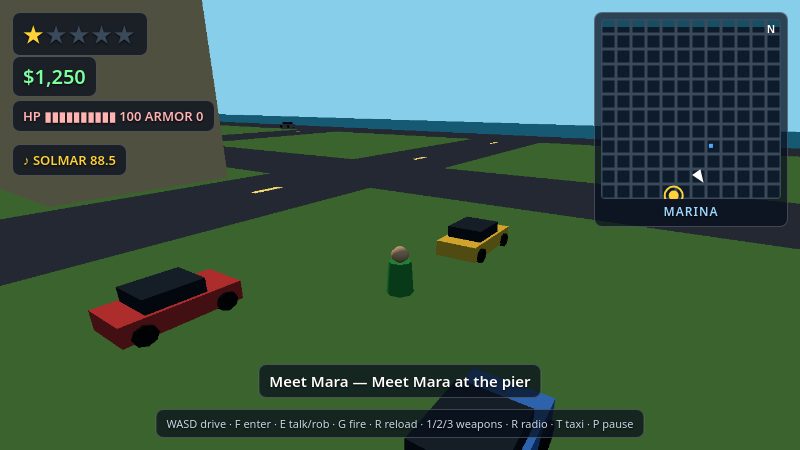 $1,250
HP ▮▮▮▮▮▮▮▮▮▮ 100 ARMOR 0
♪ SOLMAR 88.5
N
MARINA
Meet Mara — Meet Mara at the pier
WASD drive · F enter · E talk/rob · G fire · R reload · 1/2/3 weapons · R radio · T taxi · P pause